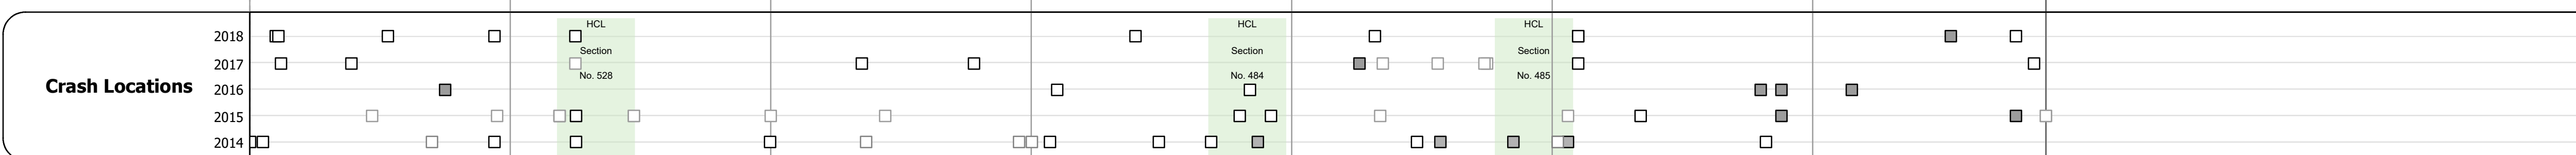 Crash Locations
2018
2017
2016
2015
2014
HCL
Section
No. 528
HCL
Section
No. 484
HCL
Section
No. 485